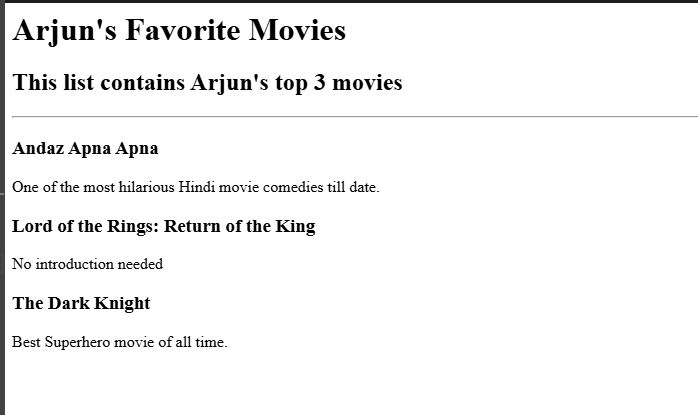 Arjun's Favorite Movies
This list contains Arjun's top 3 movies
Andaz Apna Apna
One of the most hilarious Hindi movie comedies till date.
Lord of the Rings: Return of the King
No introduction needed
The Dark Knight
Best Superhero movie of all time.